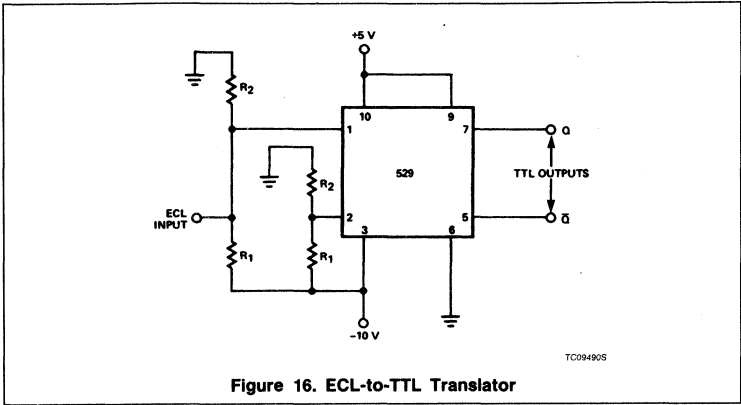 +5 V
R2
10
9
1
7
Q
529
TTL OUTPUTS
R2
ECL
INPUT
2
5
Q̅
3
6
R1
R1
−10 V
TC09490S
Figure 16. ECL-to-TTL Translator